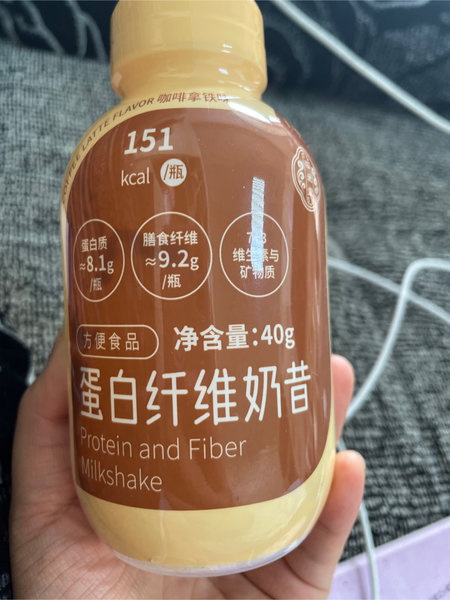 COFFEE LATTE FLAVOR 咖啡拿铁味
151
kcal /瓶
蛋白质
≈8.1g
/瓶
膳食纤维
≈9.2g
/瓶
维生素与
矿物质
方便食品
净含量:40g
蛋白纤维奶昔
Protein and Fiber
Milkshake